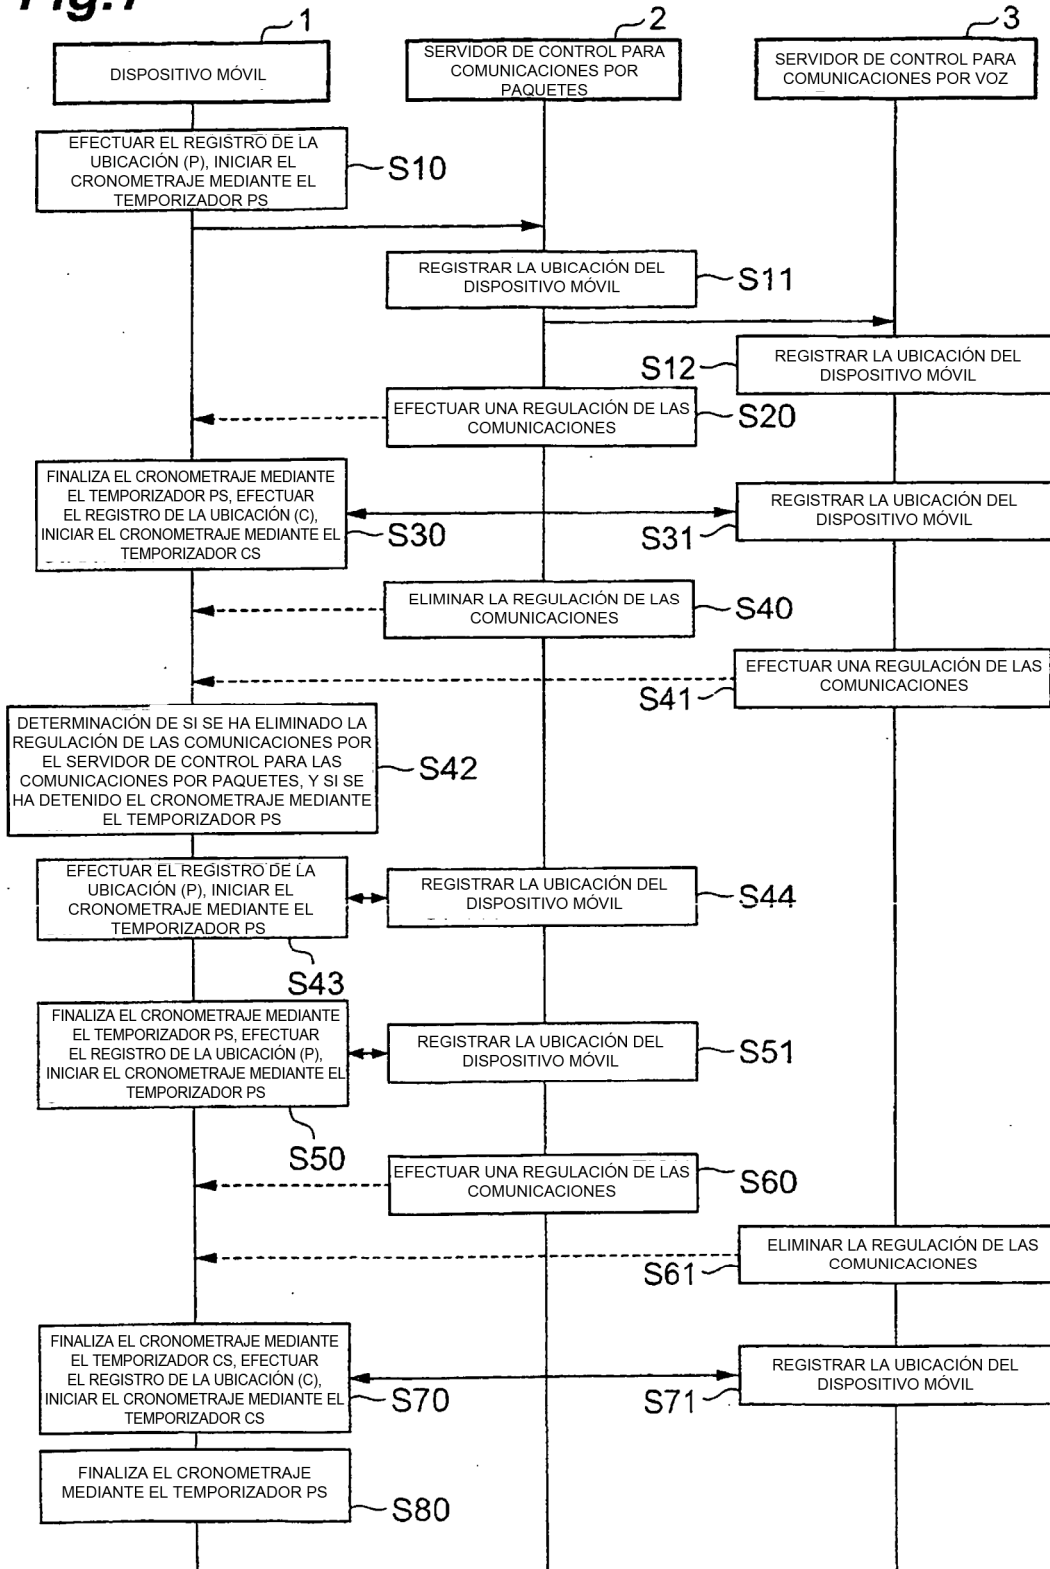 1
2
3
DISPOSITIVO MÓVIL
SERVIDOR DE CONTROL PARA
COMUNICACIONES POR
PAQUETES
SERVIDOR DE CONTROL PARA
COMUNICACIONES POR VOZ
EFECTUAR EL REGISTRO DE LA
UBICACIÓN (P), INICIAR EL
CRONOMETRAJE MEDIANTE EL
TEMPORIZADOR PS
S10
REGISTRAR LA UBICACIÓN DEL
DISPOSITIVO MÓVIL
S11
S12
REGISTRAR LA UBICACIÓN DEL
DISPOSITIVO MÓVIL
EFECTUAR UNA REGULACIÓN DE LAS
COMUNICACIONES
S20
FINALIZA EL CRONOMETRAJE MEDIANTE
EL TEMPORIZADOR PS, EFECTUAR
EL REGISTRO DE LA UBICACIÓN (C),
INICIAR EL CRONOMETRAJE MEDIANTE EL
TEMPORIZADOR CS
S30
S31
REGISTRAR LA UBICACIÓN DEL
DISPOSITIVO MÓVIL
ELIMINAR LA REGULACIÓN DE LAS
COMUNICACIONES
S40
EFECTUAR UNA REGULACIÓN DE LAS
COMUNICACIONES
S41
DETERMINACIÓN DE SI SE HA ELIMINADO LA
REGULACIÓN DE LAS COMUNICACIONES POR
EL SERVIDOR DE CONTROL PARA LAS
COMUNICACIONES POR PAQUETES, Y SI SE
HA DETENIDO EL CRONOMETRAJE MEDIANTE
EL TEMPORIZADOR PS
S42
EFECTUAR EL REGISTRO DE LA
UBICACIÓN (P), INICIAR EL
CRONOMETRAJE MEDIANTE EL
TEMPORIZADOR PS
S43
REGISTRAR LA UBICACIÓN DEL
DISPOSITIVO MÓVIL
S44
FINALIZA EL CRONOMETRAJE MEDIANTE
EL TEMPORIZADOR PS, EFECTUAR
EL REGISTRO DE LA UBICACIÓN (P),
INICIAR EL CRONOMETRAJE MEDIANTE EL
TEMPORIZADOR PS
S50
REGISTRAR LA UBICACIÓN DEL
DISPOSITIVO MÓVIL
S51
EFECTUAR UNA REGULACIÓN DE LAS
COMUNICACIONES
S60
ELIMINAR LA REGULACIÓN DE LAS
COMUNICACIONES
S61
FINALIZA EL CRONOMETRAJE MEDIANTE
EL TEMPORIZADOR CS, EFECTUAR
EL REGISTRO DE LA UBICACIÓN (C),
INICIAR EL CRONOMETRAJE MEDIANTE EL
TEMPORIZADOR CS
S70
S71
REGISTRAR LA UBICACIÓN DEL
DISPOSITIVO MÓVIL
FINALIZA EL CRONOMETRAJE
MEDIANTE EL TEMPORIZADOR PS
S80